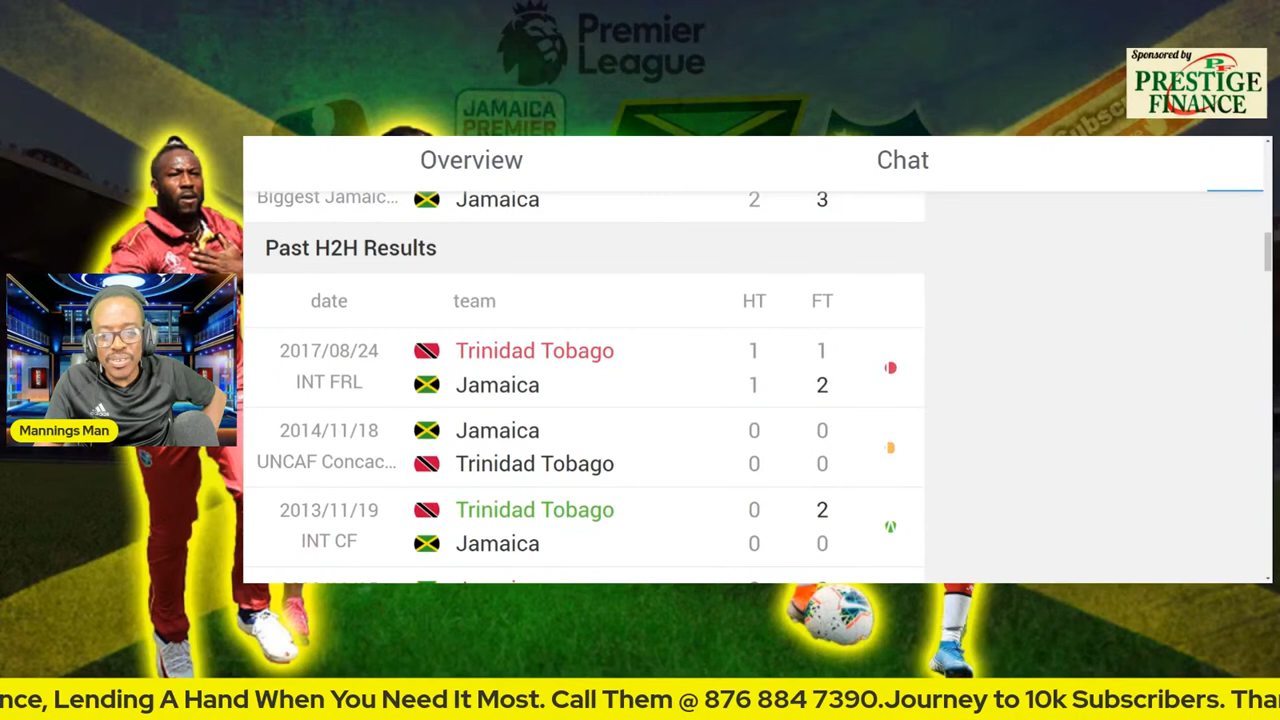 Premier
League
Sponsored by
PF
PRESTIGE
FINANCE
JAMAICA
PREMIER
Overview
Chat
Biggest Jamaic...
Jamaica
2
3
Past H2H Results
date
team
HT
FT
2017/08/24
Trinidad Tobago
1
1
INT FRL
Jamaica
1
2
2014/11/18
Jamaica
0
0
UNCAF Concac...
Trinidad Tobago
0
0
2013/11/19
Trinidad Tobago
0
2
INT CF
Jamaica
0
0
Mannings Man
nce, Lending A Hand When You Need It Most. Call Them @ 876 884 7390.Journey to 10k Subscribers. Tha